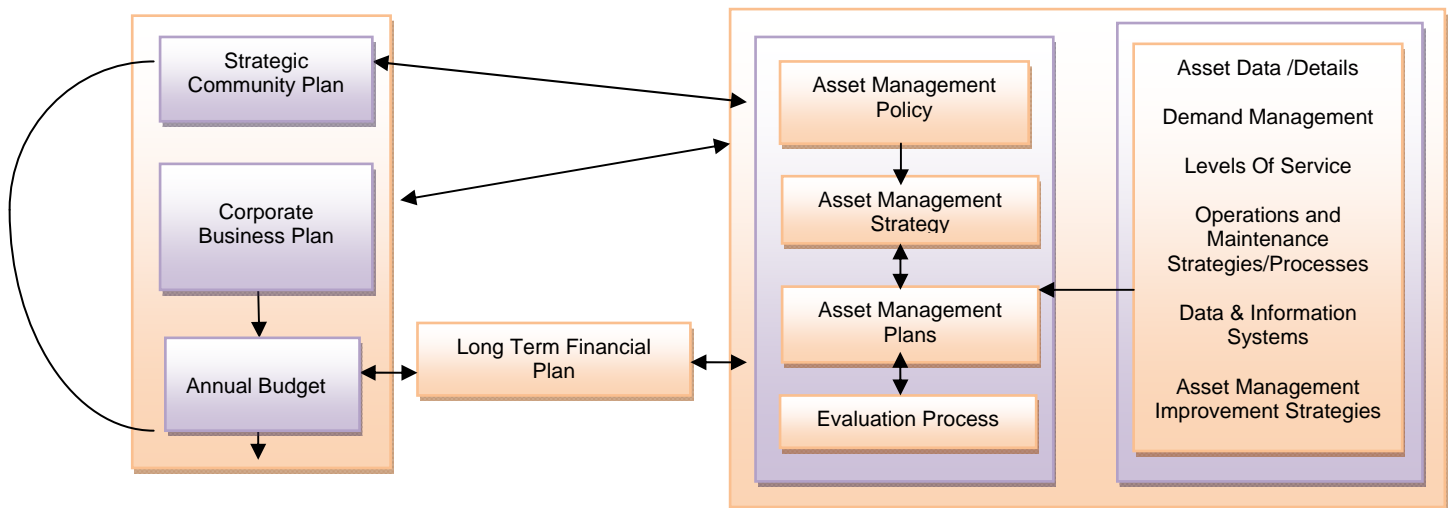 Strategic
Community Plan
Corporate
Business Plan
Annual Budget
Long Term Financial
Plan
Asset Management
Policy
Asset Management
Strategy
Asset Management
Plans
Evaluation Process
Asset Data /Details
Demand Management
Levels Of Service
Operations and
Maintenance
Strategies/Processes
Data & Information
Systems
Asset Management
Improvement Strategies